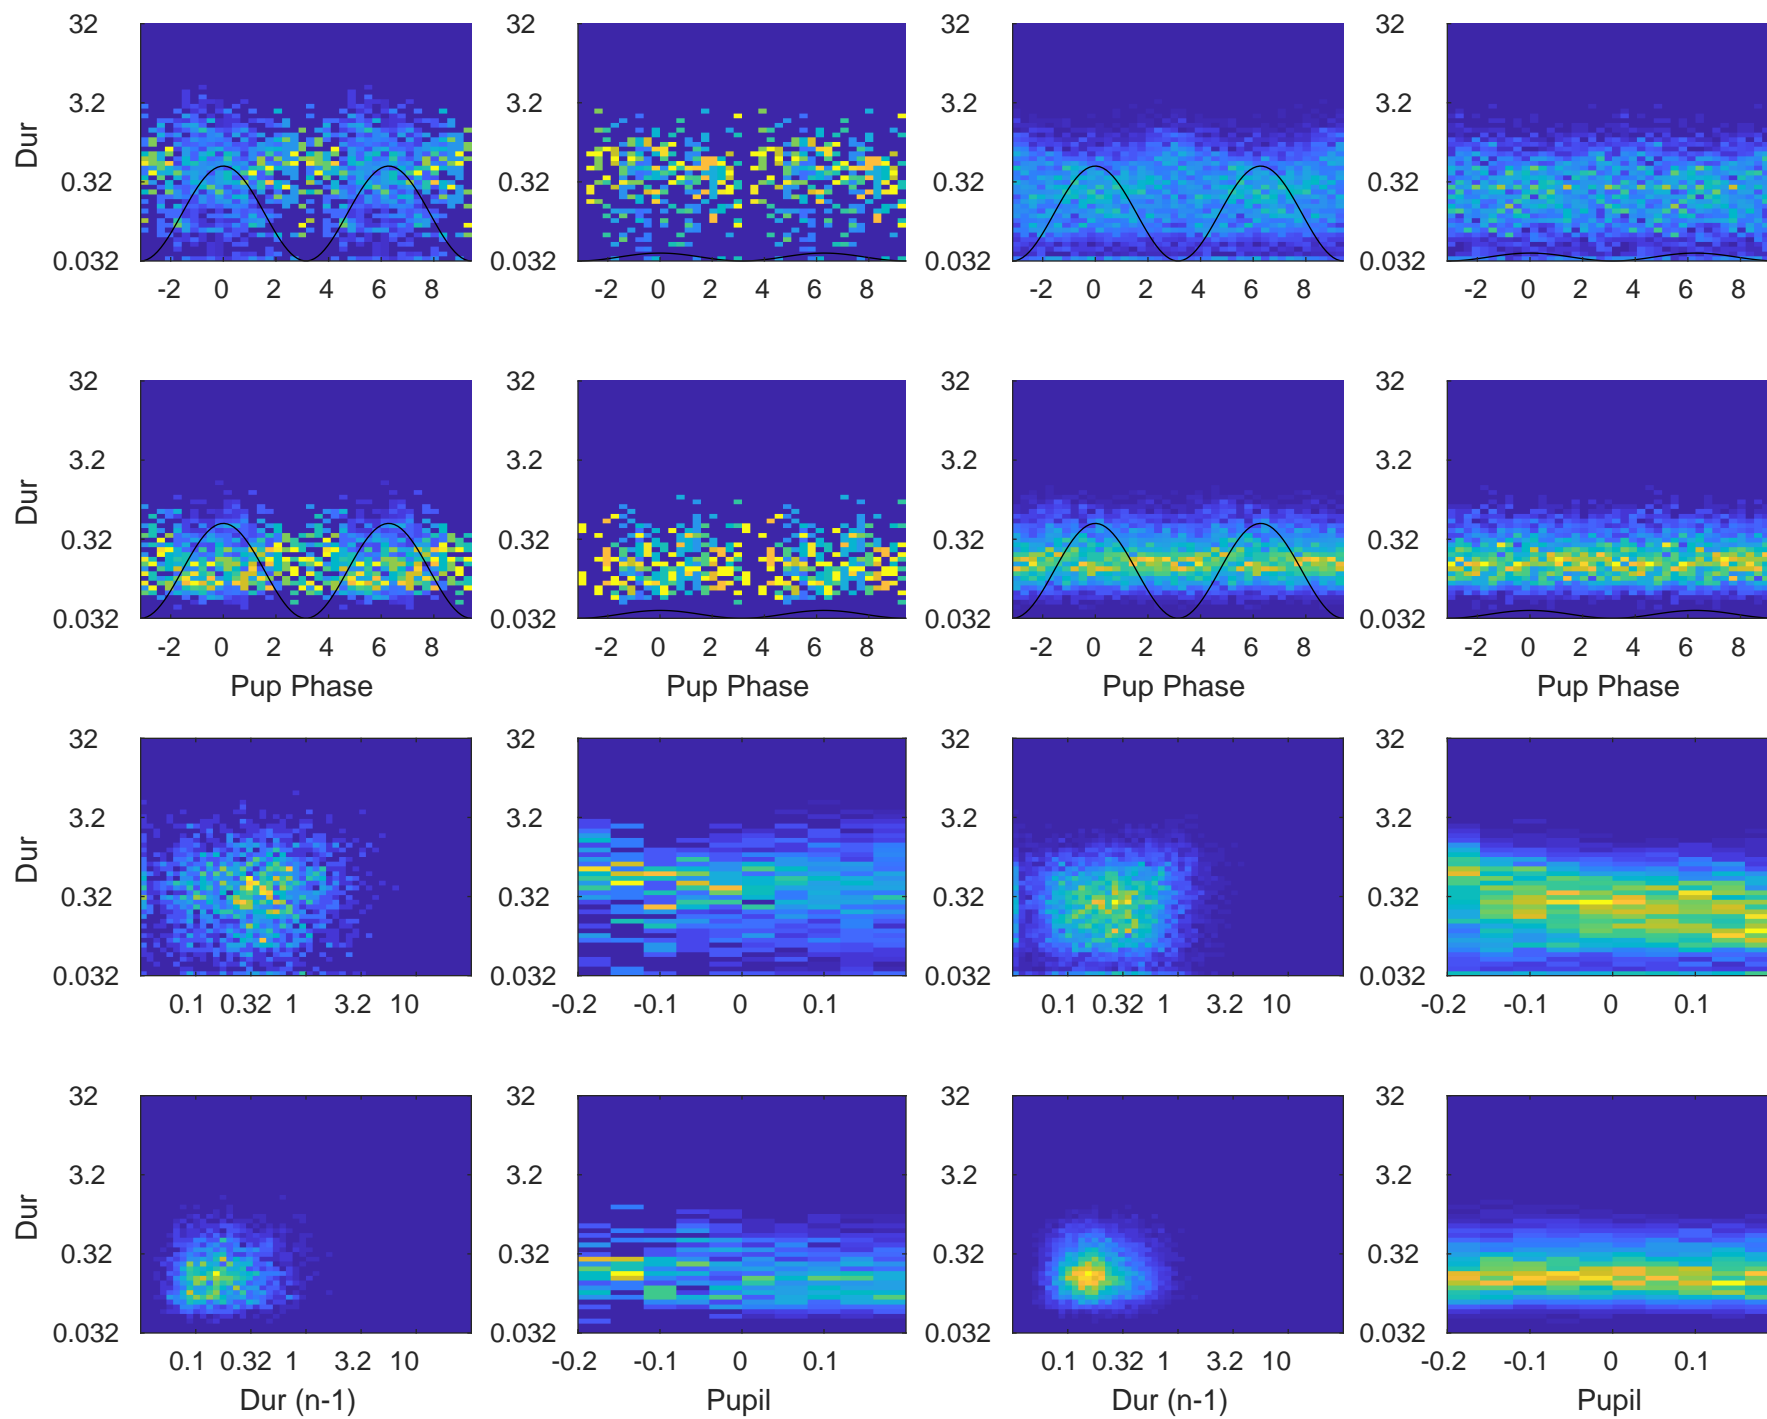 32 32 32 32
3.2 3.2 3.2 3.2
Dur
0.32 0.32 0.32 0.32
0.032 0.032 0.032 0.032
-2 0 2 4 6 8 -2 0 2 4 6 8 -2 0 2 4 6 8 -2 0 2 4 6 8
32 32 32 32
3.2 3.2 3.2 3.2
Dur
0.32 0.32 0.32 0.32
0.032 0.032 0.032 0.032
-2 0 2 4 6 8 -2 0 2 4 6 8 -2 0 2 4 6 8 -2 0 2 4 6 8
Pup Phase Pup Phase Pup Phase Pup Phase
32 32 32 32
3.2 3.2 3.2 3.2
Dur
0.32 0.32 0.32 0.32
0.032 0.032 0.032 0.032
0.1 0.32 1 3.2 10 -0.2 -0.1 0 0.1 0.1 0.32 1 3.2 10 -0.2 -0.1 0 0.1
32 32 32 32
3.2 3.2 3.2 3.2
Dur
0.32 0.32 0.32 0.32
0.032 0.032 0.032 0.032
0.1 0.32 1 3.2 10 -0.2 -0.1 0 0.1 0.1 0.32 1 3.2 10 -0.2 -0.1 0 0.1
Dur (n-1) Pupil Dur (n-1) Pupil